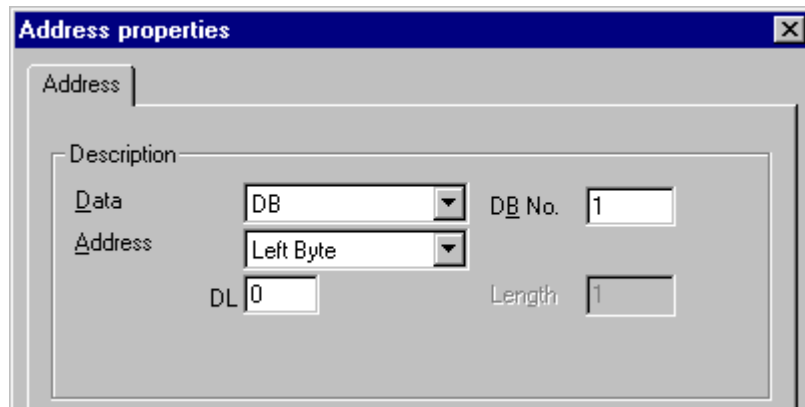 Address properties
Address
Description
Data DB DB No. 1
Address Left Byte
DL 0 Length 1